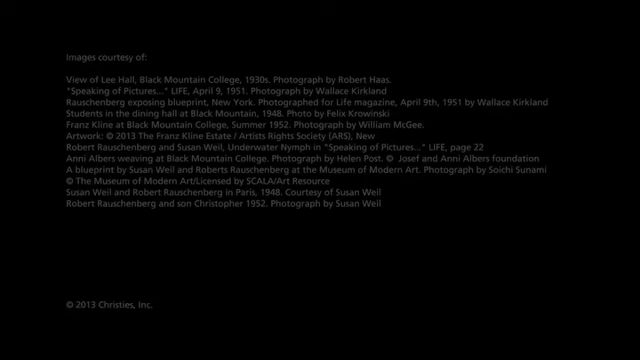 Images courtesy of:
View of Lee Hall, Black Mountain College, 1930s. Photograph by Robert Haas.
"Speaking of Pictures..." LIFE, April 9, 1951. Photograph by Wallace Kirkland
Rauschenberg exposing blueprint, New York. Photographed for Life magazine, April 9th, 1951 by Wallace Kirkland
Students in the dining hall at Black Mountain, 1948. Photo by Felix Krowinski
Franz Kline at Black Mountain College, Summer 1952. Photograph by William McGee.
Artwork: © 2013 The Franz Kline Estate / Artists Rights Society (ARS), New
Robert Rauschenberg and Susan Weil, Underwater Nymph in "Speaking of Pictures..." LIFE, page 22
Anni Albers weaving at Black Mountain College. Photograph by Helen Post. © Josef and Anni Albers foundation
A blueprint by Susan Weil and Roberts Rauschenberg at the Museum of Modern Art. Photograph by Soichi Sunami
© The Museum of Modern Art/Licensed by SCALA/Art Resource
Susan Weil and Robert Rauschenberg in Paris, 1948. Courtesy of Susan Weil
Robert Rauschenberg and son Christopher 1952. Photograph by Susan Weil
© 2013 Christies, Inc.